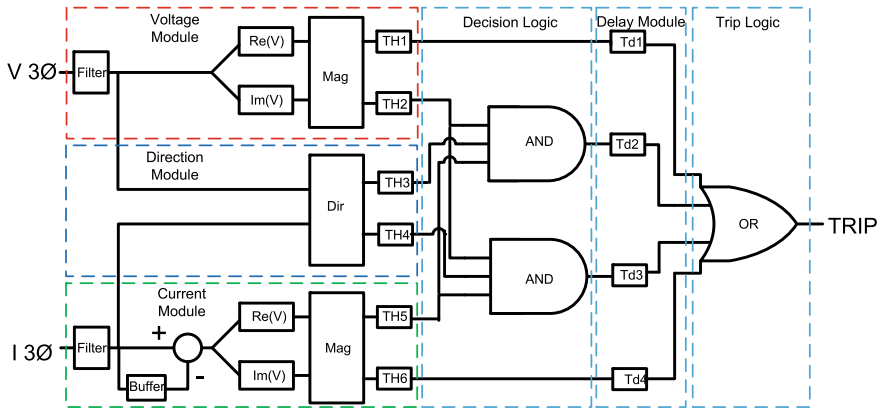 Voltage
Module
Decision Logic
Delay Module
Trip Logic
V 3Ø
Filter
Re(V)
Im(V)
Mag
TH1
TH2
Td1
AND
Td2
Direction
Module
Dir
TH3
TH4
OR
TRIP
AND
Td3
Current
Module
I 3Ø
Filter
+
-
Buffer
Re(V)
Im(V)
Mag
TH5
TH6
Td4